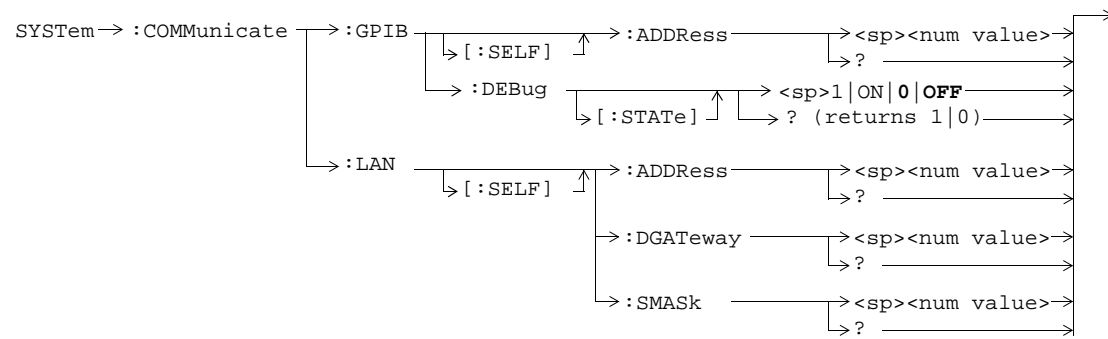 SYSTem :COMMunicate :GPIB [:SELF] :ADDRess <sp><num value>
?
:DEBug [:STATe] <sp>1|ON|0|OFF
? (returns 1|0)
:LAN [:SELF] :ADDRess <sp><num value>
?
:DGATeway <sp><num value>
?
:SMASk <sp><num value>
?